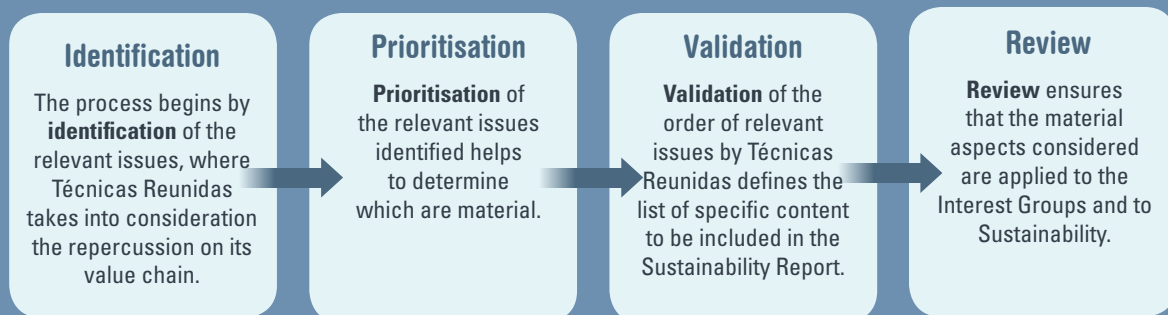 Identification
The process begins by
identification of the
relevant issues, where
Técnicas Reunidas
takes into consideration
the repercussion on its
value chain.
Prioritisation
Prioritisation of
the relevant issues
identified helps
to determine
which are material.
Validation
Validation of the
order of relevant
issues by Técnicas
Reunidas defines the
list of specific content
to be included in the
Sustainability Report.
Review
Review ensures
that the material
aspects considered
are applied to the
Interest Groups and to
Sustainability.